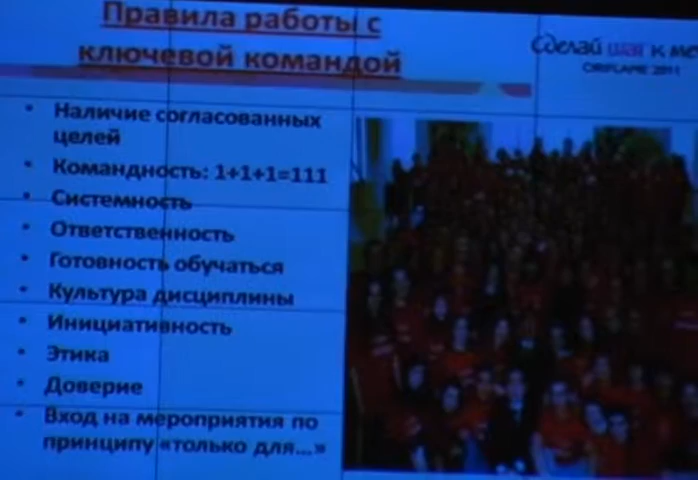 Правила работы с
ключевой командой
Сделай шаг к ме
ORIFLAME 2011
• Наличие согласованных
целей
• Командность: 1+1+1=111
• Системность
• Ответственность
• Готовность обучаться
• Культура дисциплины
• Инициативность
• Этика
• Доверие
• Вход на мероприятия по
принципу «только для...»